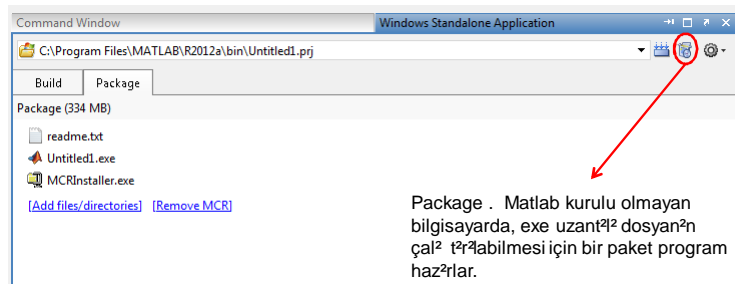 Command Window
Windows Standalone Application
C:\Program Files\MATLAB\R2012a\bin\Untitled1.prj
Build Package
Package (334 MB)
readme.txt
Untitled1.exe
MCRInstaller.exe
[Add files/directories] [Remove MCR]
Package . Matlab kurulu olmayan
bilgisayarda, exe uzant²l² dosyan²n
çal² t²r²labilmesi için bir paket program
haz²rlar.